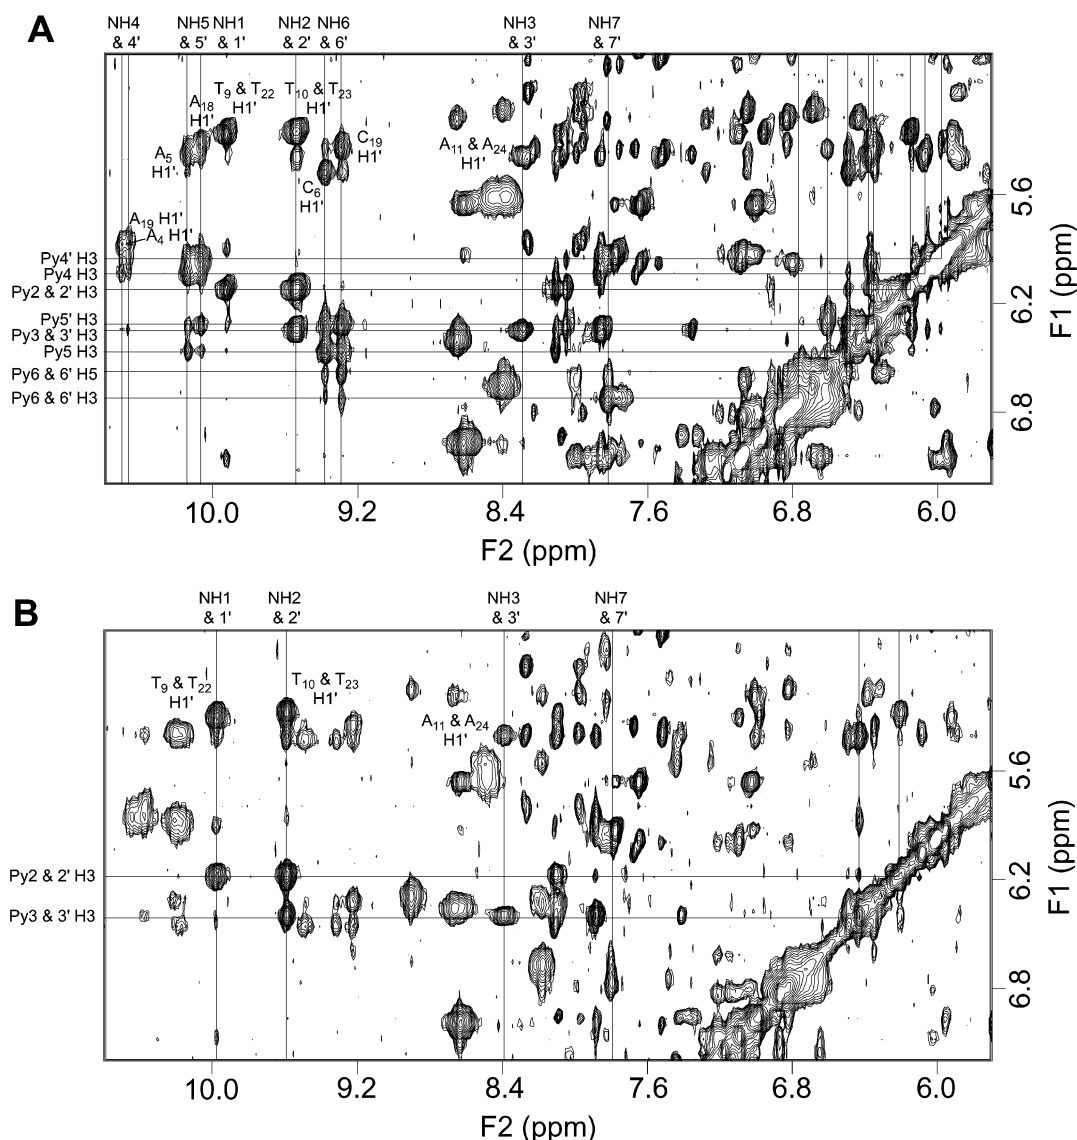 A
NH4 & 4'
NH5 & 5'
NH1 & 1'
NH2 & 2'
NH6 & 6'
NH3 & 3'
NH7 & 7'
A18 H1'
T9 & T22 H1'
T10 & T23 H1'
A5 H1'
C6 H1'
C19 H1'
A11 & A24 H1'
A19 H1'
A4 H1'
Py4' H3
Py4 H3
Py2 & 2' H3
Py5' H3
Py3 & 3' H3
Py5 H3
Py6 & 6' H5
Py6 & 6' H3
5.6
6.2
6.8
F1 (ppm)
10.0 9.2 8.4 7.6 6.8 6.0
F2 (ppm)
B
NH1 & 1'
NH2 & 2'
NH3 & 3'
NH7 & 7'
T9 & T22 H1'
T10 & T23 H1'
A11 & A24 H1'
Py2 & 2' H3
Py3 & 3' H3
5.6
6.2
6.8
F1 (ppm)
10.0 9.2 8.4 7.6 6.8 6.0
F2 (ppm)